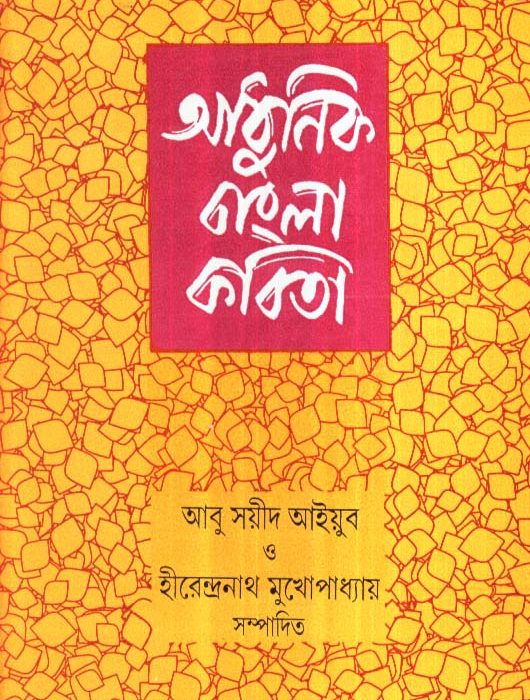 আধুনিক
বাংলা
কবিতা
আবু সয়ীদ আইয়ুব
ও
হীরেন্দ্রনাথ মুখোপাধ্যায়
সম্পাদিত